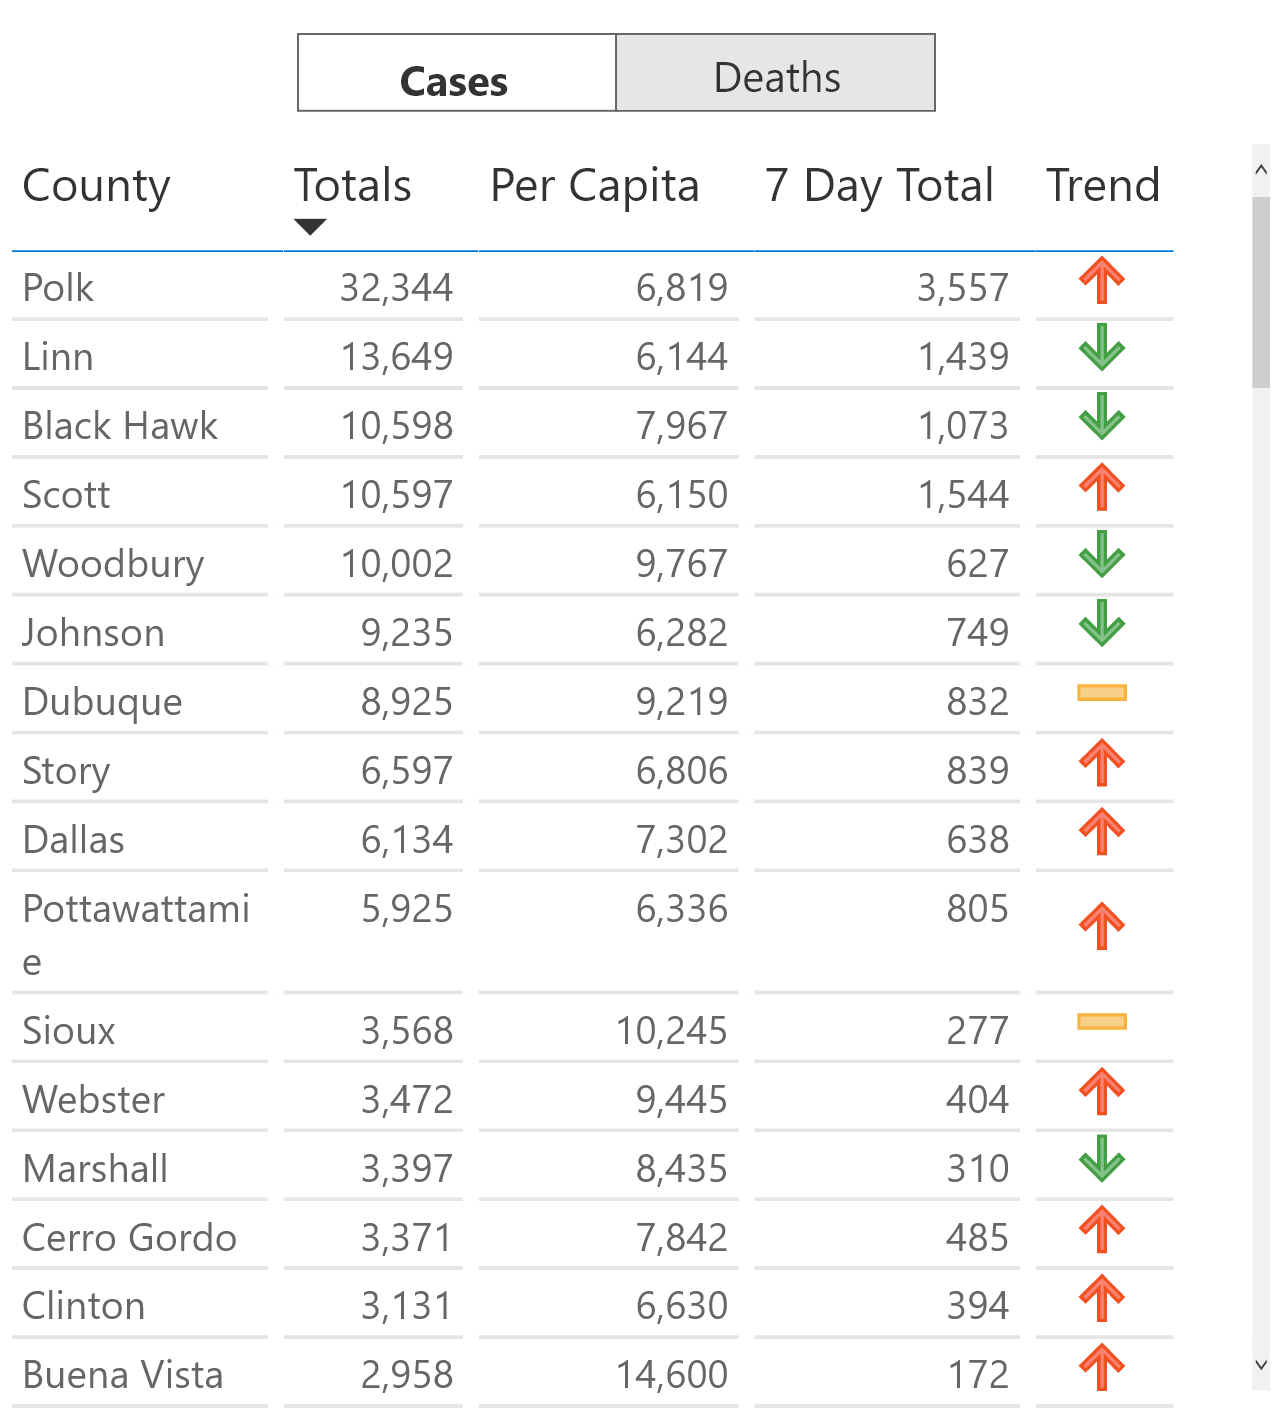 Cases Deaths
County Totals Per Capita 7 Day Total Trend
Polk 32,344 6,819 3,557
Linn 13,649 6,144 1,439
Black Hawk 10,598 7,967 1,073
Scott 10,597 6,150 1,544
Woodbury 10,002 9,767 627
Johnson 9,235 6,282 749
Dubuque 8,925 9,219 832
Story 6,597 6,806 839
Dallas 6,134 7,302 638
Pottawattami 5,925 6,336 805
e
Sioux 3,568 10,245 277
Webster 3,472 9,445 404
Marshall 3,397 8,435 310
Cerro Gordo 3,371 7,842 485
Clinton 3,131 6,630 394
Buena Vista 2,958 14,600 172